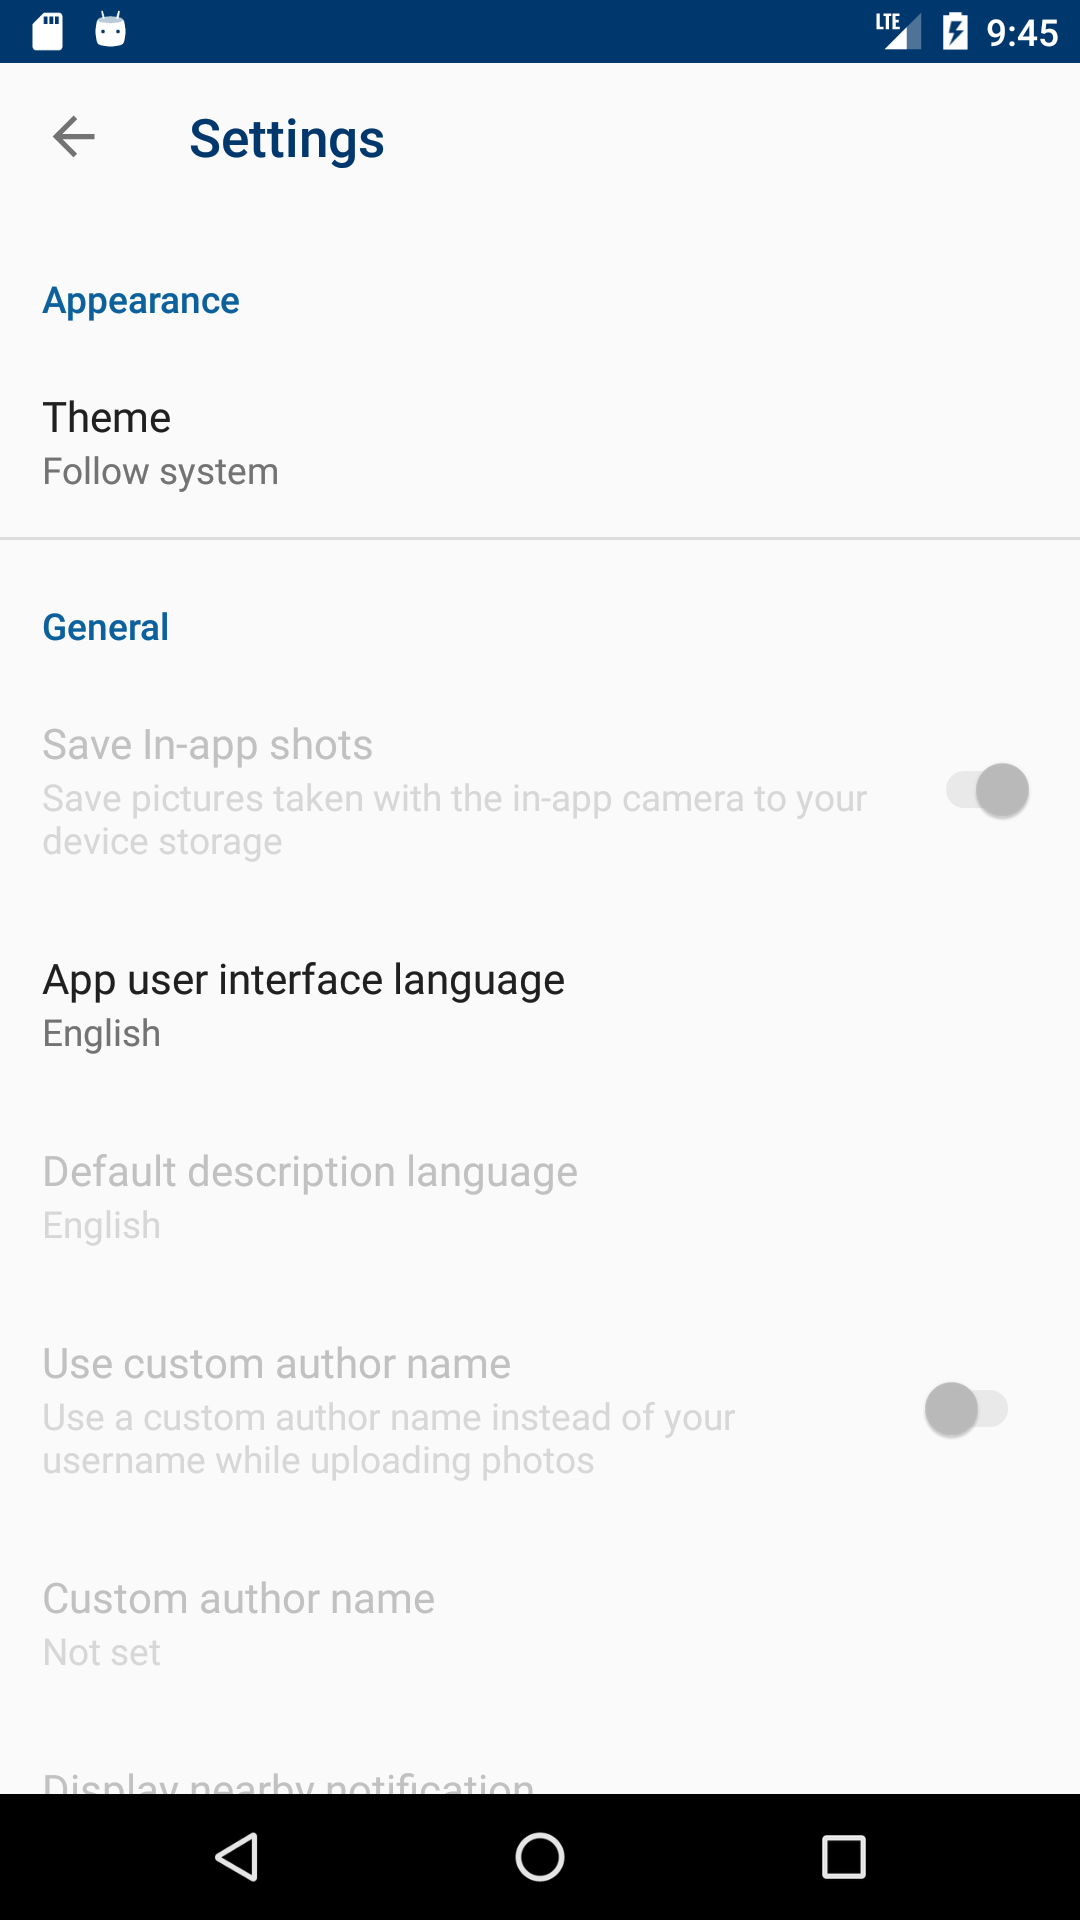 LTE 9:45
Settings
Appearance
Theme
Follow system
General
Save In-app shots
Save pictures taken with the in-app camera to your
device storage
App user interface language
English
Default description language
English
Use custom author name
Use a custom author name instead of your
username while uploading photos
Custom author name
Not set
Display nearby notification